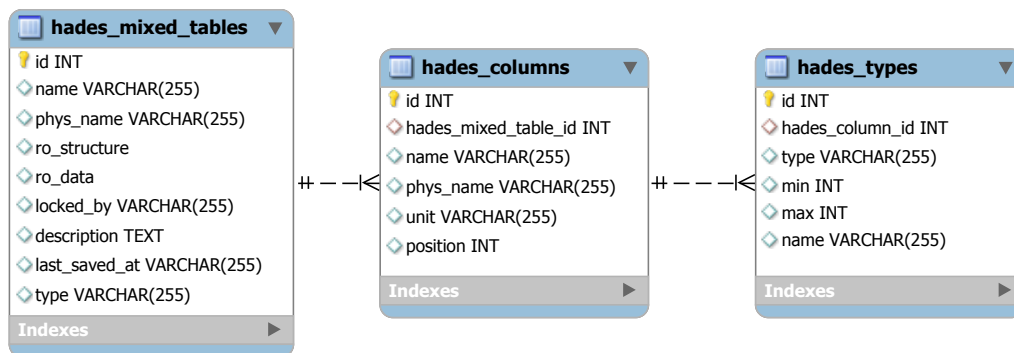 hades_mixed_tables
id INT
name VARCHAR(255)
phys_name VARCHAR(255)
ro_structure
ro_data
locked_by VARCHAR(255)
description TEXT
last_saved_at VARCHAR(255)
type VARCHAR(255)
Indexes
hades_columns
id INT
hades_mixed_table_id INT
name VARCHAR(255)
phys_name VARCHAR(255)
unit VARCHAR(255)
position INT
Indexes
hades_types
id INT
hades_column_id INT
type VARCHAR(255)
min INT
max INT
name VARCHAR(255)
Indexes